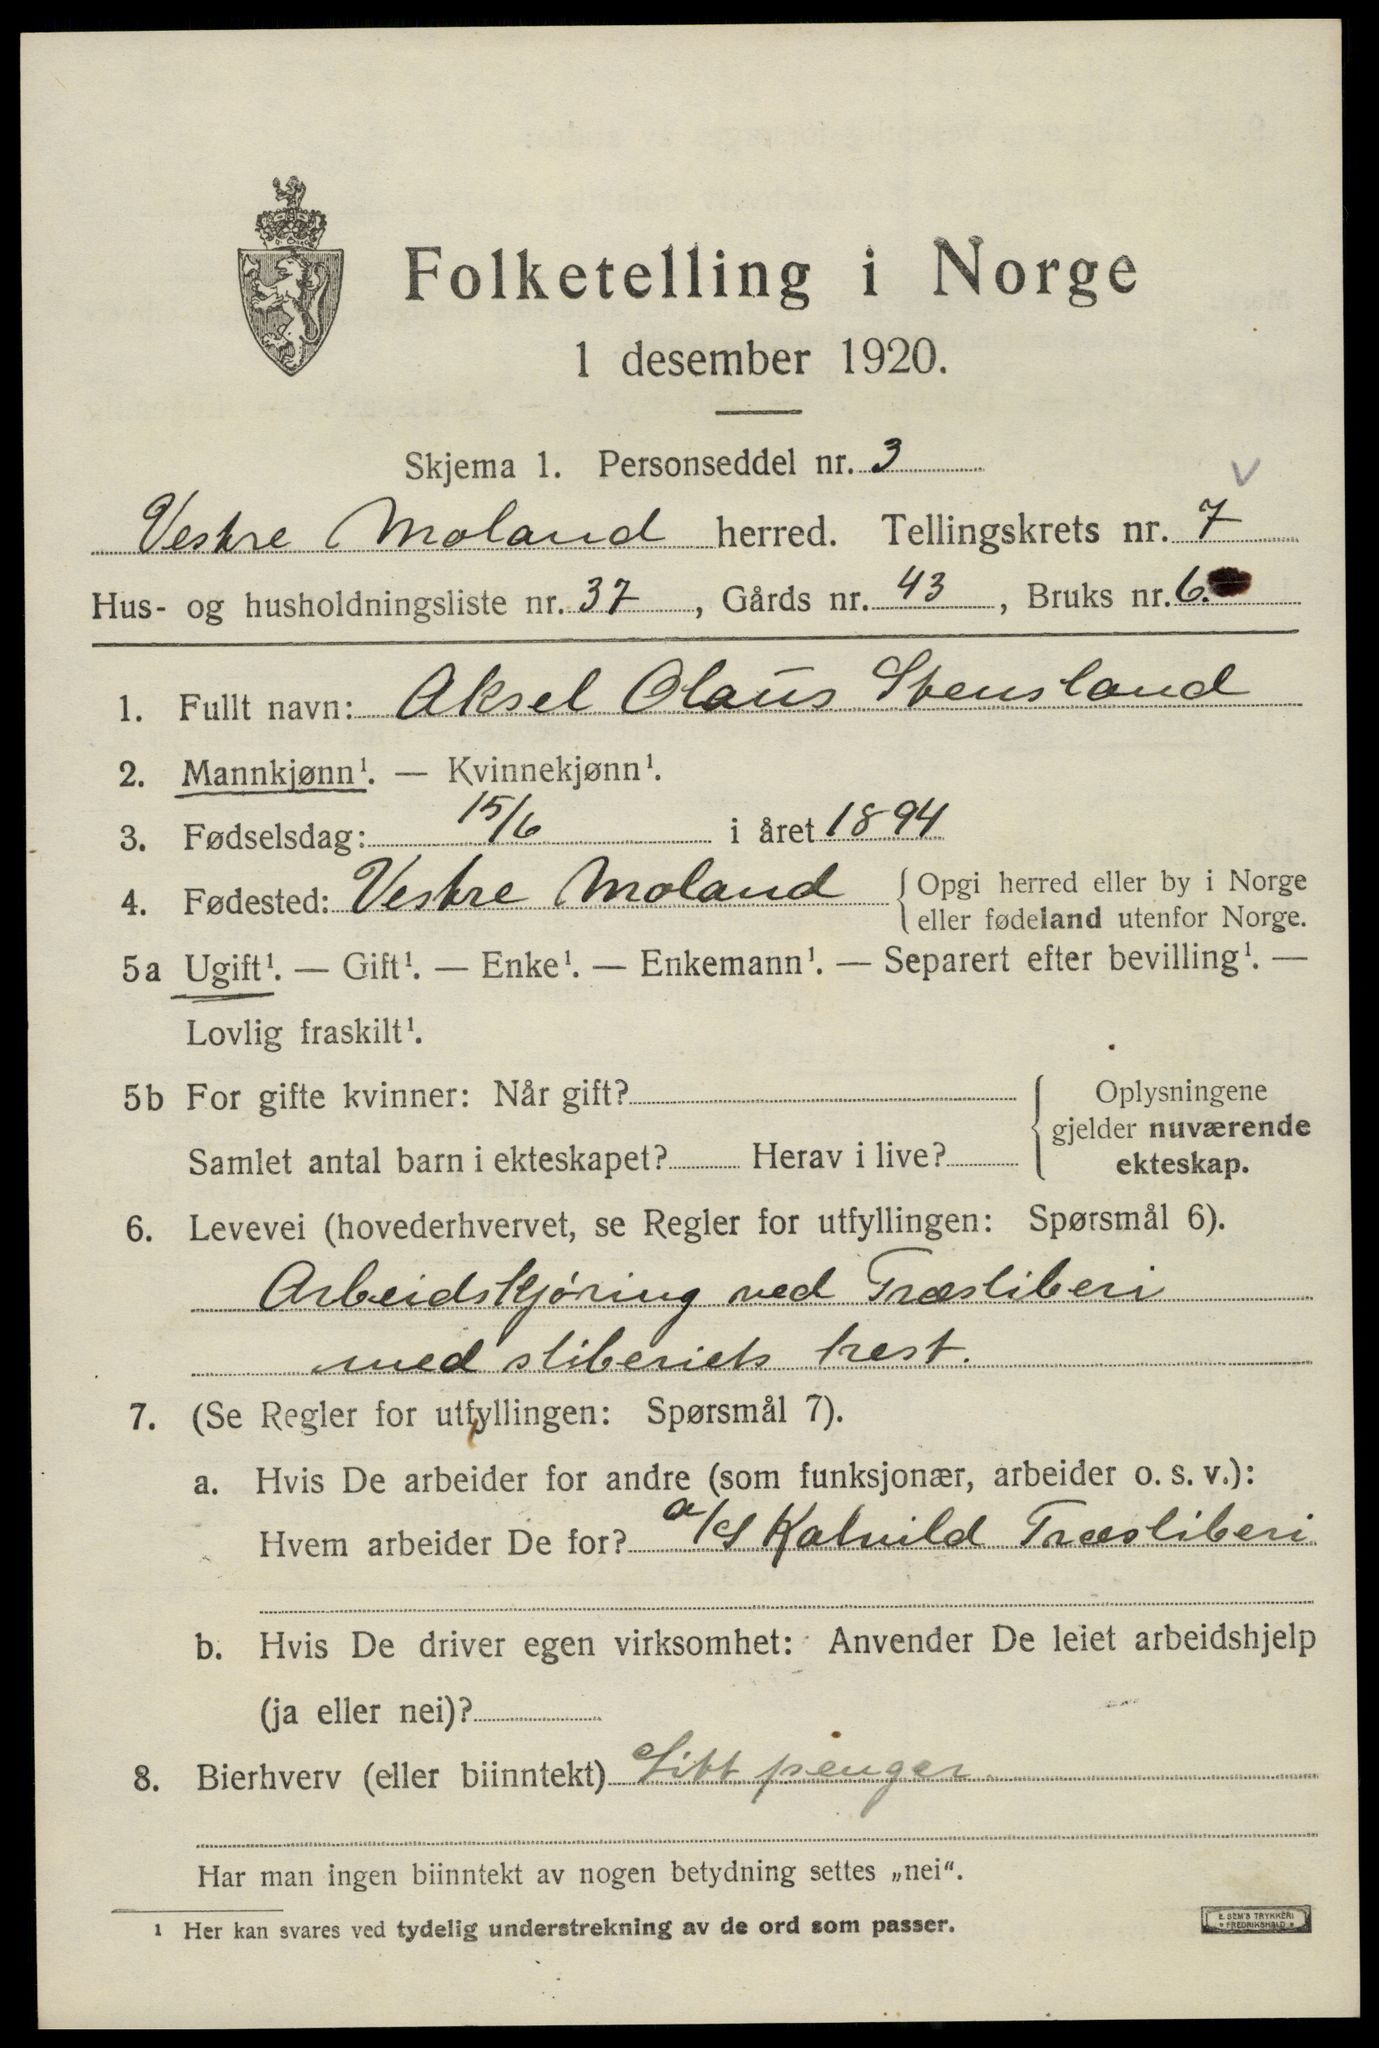 Folketelling i Norge
1 desember 1920.
Skjema 1. Personseddel nr. 3
Vestre Moland herred. Tellingskrets nr. 7
Hus- og husholdningsliste nr. 37, Gårds nr. 43, Bruks nr. 6.
1. Fullt navn: Aksel Olaus Stensland
2. Mannkjønn¹. — Kvinnekjønn¹.
3. Fødselsdag: 15/6 i året 1894
4. Fødested: Vestre Moland { Opgi herred eller by i Norge
eller fødeland utenfor Norge.
5a Ugift¹. — Gift¹. — Enke¹. — Enkemann¹. — Separert efter bevilling¹. —
Lovlig fraskilt¹.
5b For gifte kvinner: Når gift? { Oplysningene
gjelder nuværende
Samlet antal barn i ekteskapet? Herav i live? ekteskap.
6. Levevei (hovederhvervet, se Regler for utfyllingen: Spørsmål 6).
Arbeidskjøring ved Træsliberi
med sliberiets hest.
7. (Se Regler for utfyllingen: Spørsmål 7).
a. Hvis De arbeider for andre (som funksjonær, arbeider o. s. v.):
Hvem arbeider De for? a/s Kalvild Træsliberi
b. Hvis De driver egen virksomhet: Anvender De leiet arbeidshjelp
(ja eller nei)?
8. Bierhverv (eller biinntekt) Litt penger
Har man ingen biinntekt av nogen betydning settes „nei“.
¹ Her kan svares ved tydelig understrekning av de ord som passer.
E. SEM'S TRYKKERI
FREDRIKSHALD